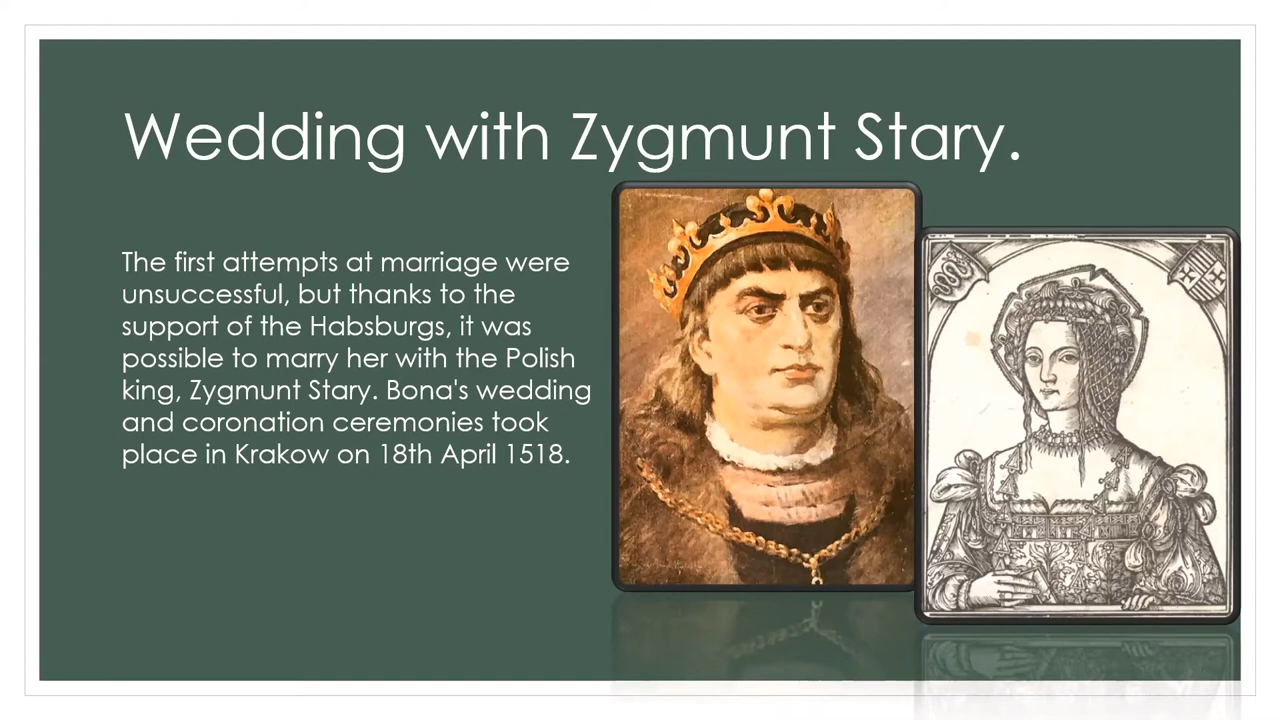 Wedding with Zygmunt Stary.
The first attempts at marriage were
unsuccessful, but thanks to the
support of the Habsburgs, it was
possible to marry her with the Polish
king, Zygmunt Stary. Bona's wedding
and coronation ceremonies took
place in Krakow on 18th April 1518.